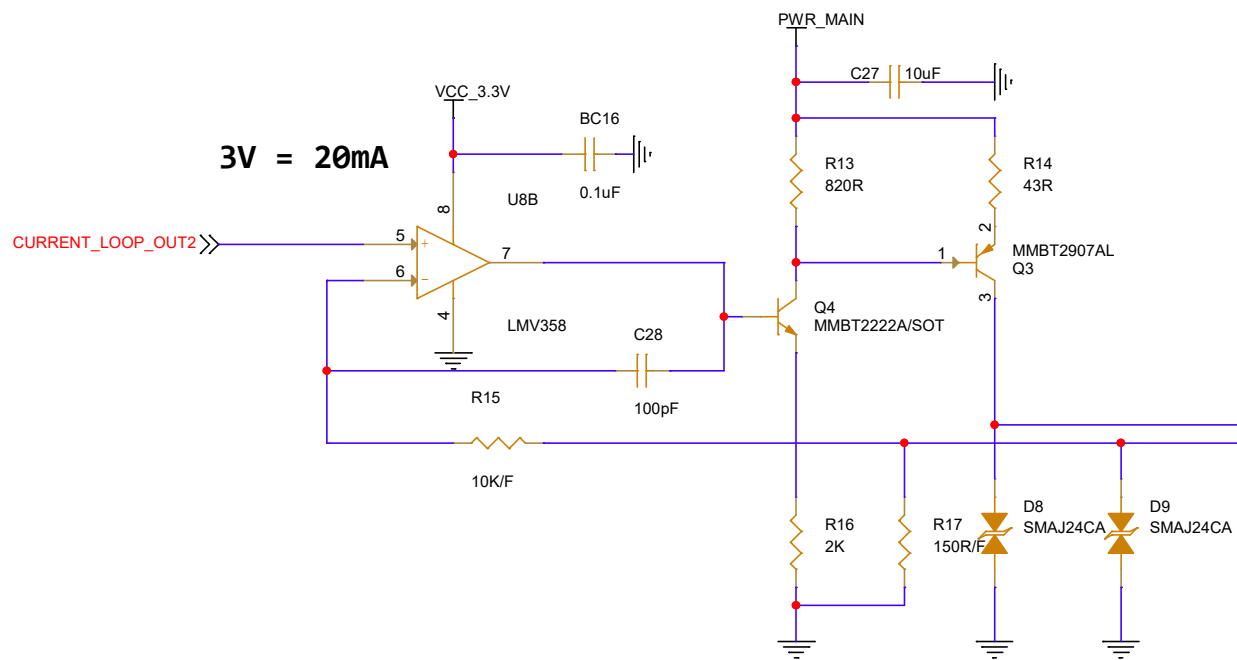 PWR_MAIN
C27 10uF
VCC_3.3V
BC16
0.1uF
3V = 20mA
R13
820R
R14
43R
U8B
8
CURRENT_LOOP_OUT2
5
+
6
−
7
4
LMV358
2
1
MMBT2907AL
Q3
3
Q4
MMBT2222A/SOT
C28
100pF
R15
10K/F
R16
2K
R17
150R/F
D8
SMAJ24CA
D9
SMAJ24CA